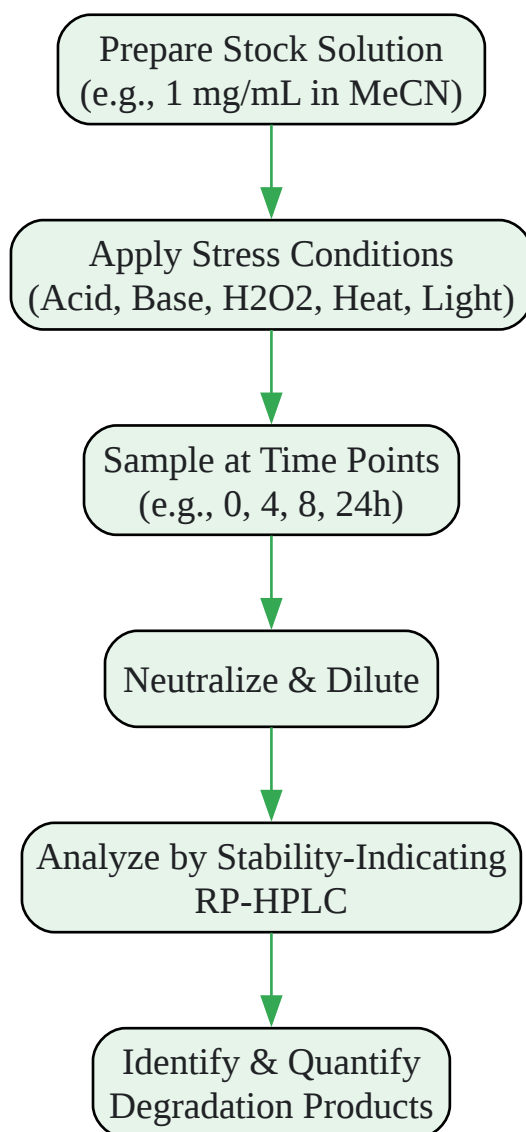 Prepare Stock Solution
(e.g., 1 mg/mL in MeCN)
Apply Stress Conditions
(Acid, Base, H2O2, Heat, Light)
Sample at Time Points
(e.g., 0, 4, 8, 24h)
Neutralize & Dilute
Analyze by Stability-Indicating
RP-HPLC
Identify & Quantify
Degradation Products